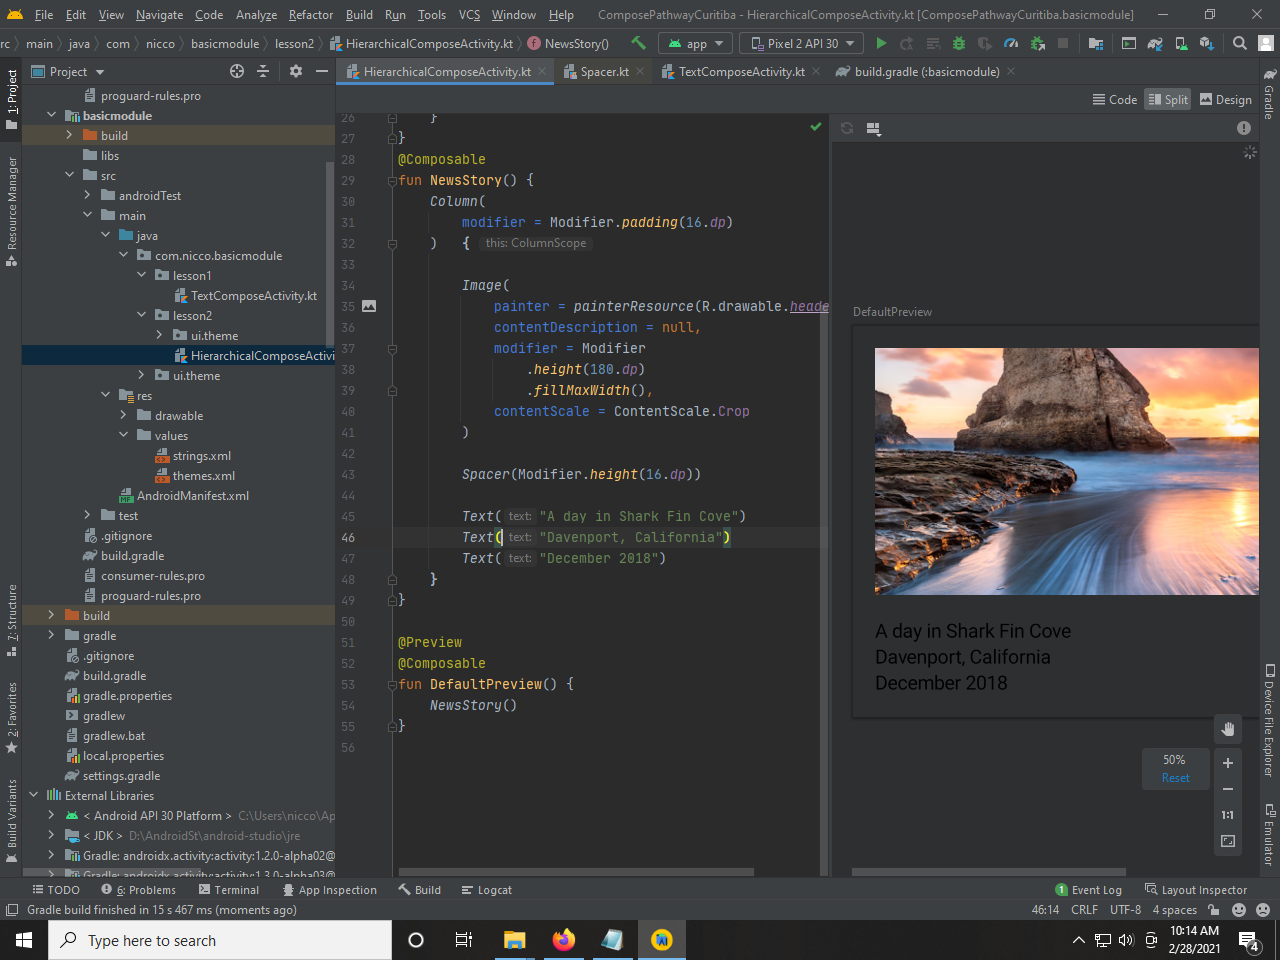 File Edit View Navigate Code Analyze Refactor Build Run Tools VCS Window Help ComposePathwayCuritiba - HierarchicalComposeActivity.kt [ComposePathwayCuritiba.basicmodule]
rc main java com nicco basicmodule lesson2 HierarchicalComposeActivity.kt NewsStory() app Pixel 2 API 30
Project
HierarchicalComposeActivity.kt Spacer.kt TextComposeActivity.kt build.gradle (:basicmodule)
Code Split Design
1: Project
Resource Manager
7: Structure
2: Favorites
Build Variants
proguard-rules.pro
basicmodule
build
libs
src
androidTest
main
java
com.nicco.basicmodule
lesson1
TextComposeActivity.kt
lesson2
ui.theme
HierarchicalComposeActivi
ui.theme
res
drawable
values
strings.xml
themes.xml
AndroidManifest.xml
test
.gitignore
build.gradle
consumer-rules.pro
proguard-rules.pro
build
gradle
.gitignore
build.gradle
gradle.properties
gradlew
gradlew.bat
local.properties
settings.gradle
External Libraries
< Android API 30 Platform > C:\Users\nicco\Ap
< JDK > D:\AndroidSt\android-studio\jre
Gradle: androidx.activity:activity:1.2.0-alpha02@
Gradle: androidx.activity:activity:1.3.0-alpha03@
26 }
27 }
28 @Composable
29 fun NewsStory() {
30 Column(
31 modifier = Modifier.padding(16.dp)
32 ) { this: ColumnScope
33
34 Image(
35 painter = painterResource(R.drawable.heade
36 contentDescription = null,
37 modifier = Modifier
38 .height(180.dp)
39 .fillMaxWidth(),
40 contentScale = ContentScale.Crop
41 )
42
43 Spacer(Modifier.height(16.dp))
44
45 Text( text: "A day in Shark Fin Cove")
46 Text( text: "Davenport, California")
47 Text( text: "December 2018")
48 }
49 }
50
51 @Preview
52 @Composable
53 fun DefaultPreview() {
54 NewsStory()
55 }
56
DefaultPreview
A day in Shark Fin Cove
Davenport, California
December 2018
50%
Reset
1:1
Gradle
Device File Explorer
Emulator
TODO 6: Problems Terminal App Inspection Build Logcat 1 Event Log Layout Inspector
Gradle build finished in 15 s 467 ms (moments ago) 46:14 CRLF UTF-8 4 spaces
Type here to search
10:14 AM
2/28/2021
4